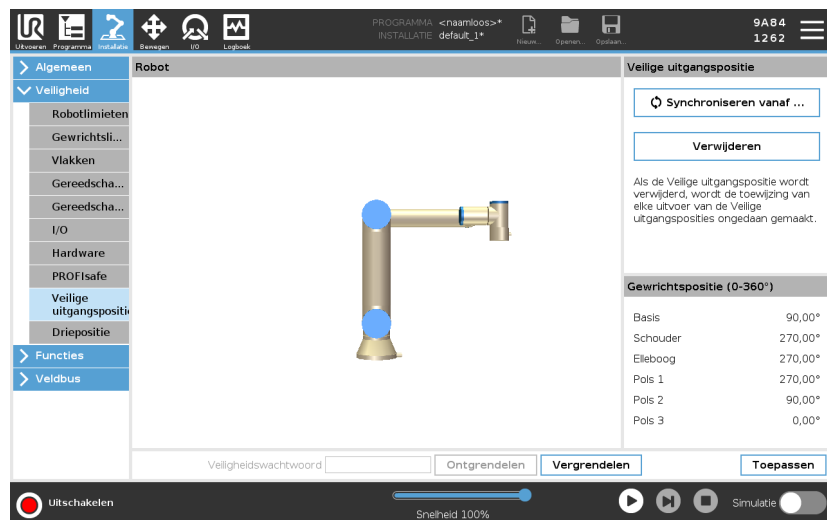 PROGRAMMA <naamloos>*
INSTALLATIE default_1*
9A84
1262
Uitvoeren Programma Installatie Bewegen I/O Logboek
Nieuw... Openen... Opslaan...
Algemeen
Veiligheid
Robotlimieten
Gewrichtsli...
Vlakken
Gereedscha...
Gereedscha...
I/O
Hardware
PROFIsafe
Veilige
uitgangspositi
Driepositie
Functies
Veldbus
Robot
Veilige uitgangspositie
Synchroniseren vanaf ...
Verwijderen
Als de Veilige uitgangspositie wordt
verwijderd, wordt de toewijzing van
elke uitvoer van de Veilige
uitgangsposities ongedaan gemaakt.
Gewrichtspositie (0-360°)
Basis 90,00°
Schouder 270,00°
Elleboog 270,00°
Pols 1 270,00°
Pols 2 90,00°
Pols 3 0,00°
Veiligheidswachtwoord Ontgrendelen Vergrendelen Toepassen
Uitschakelen
Snelheid 100%
Simulatie